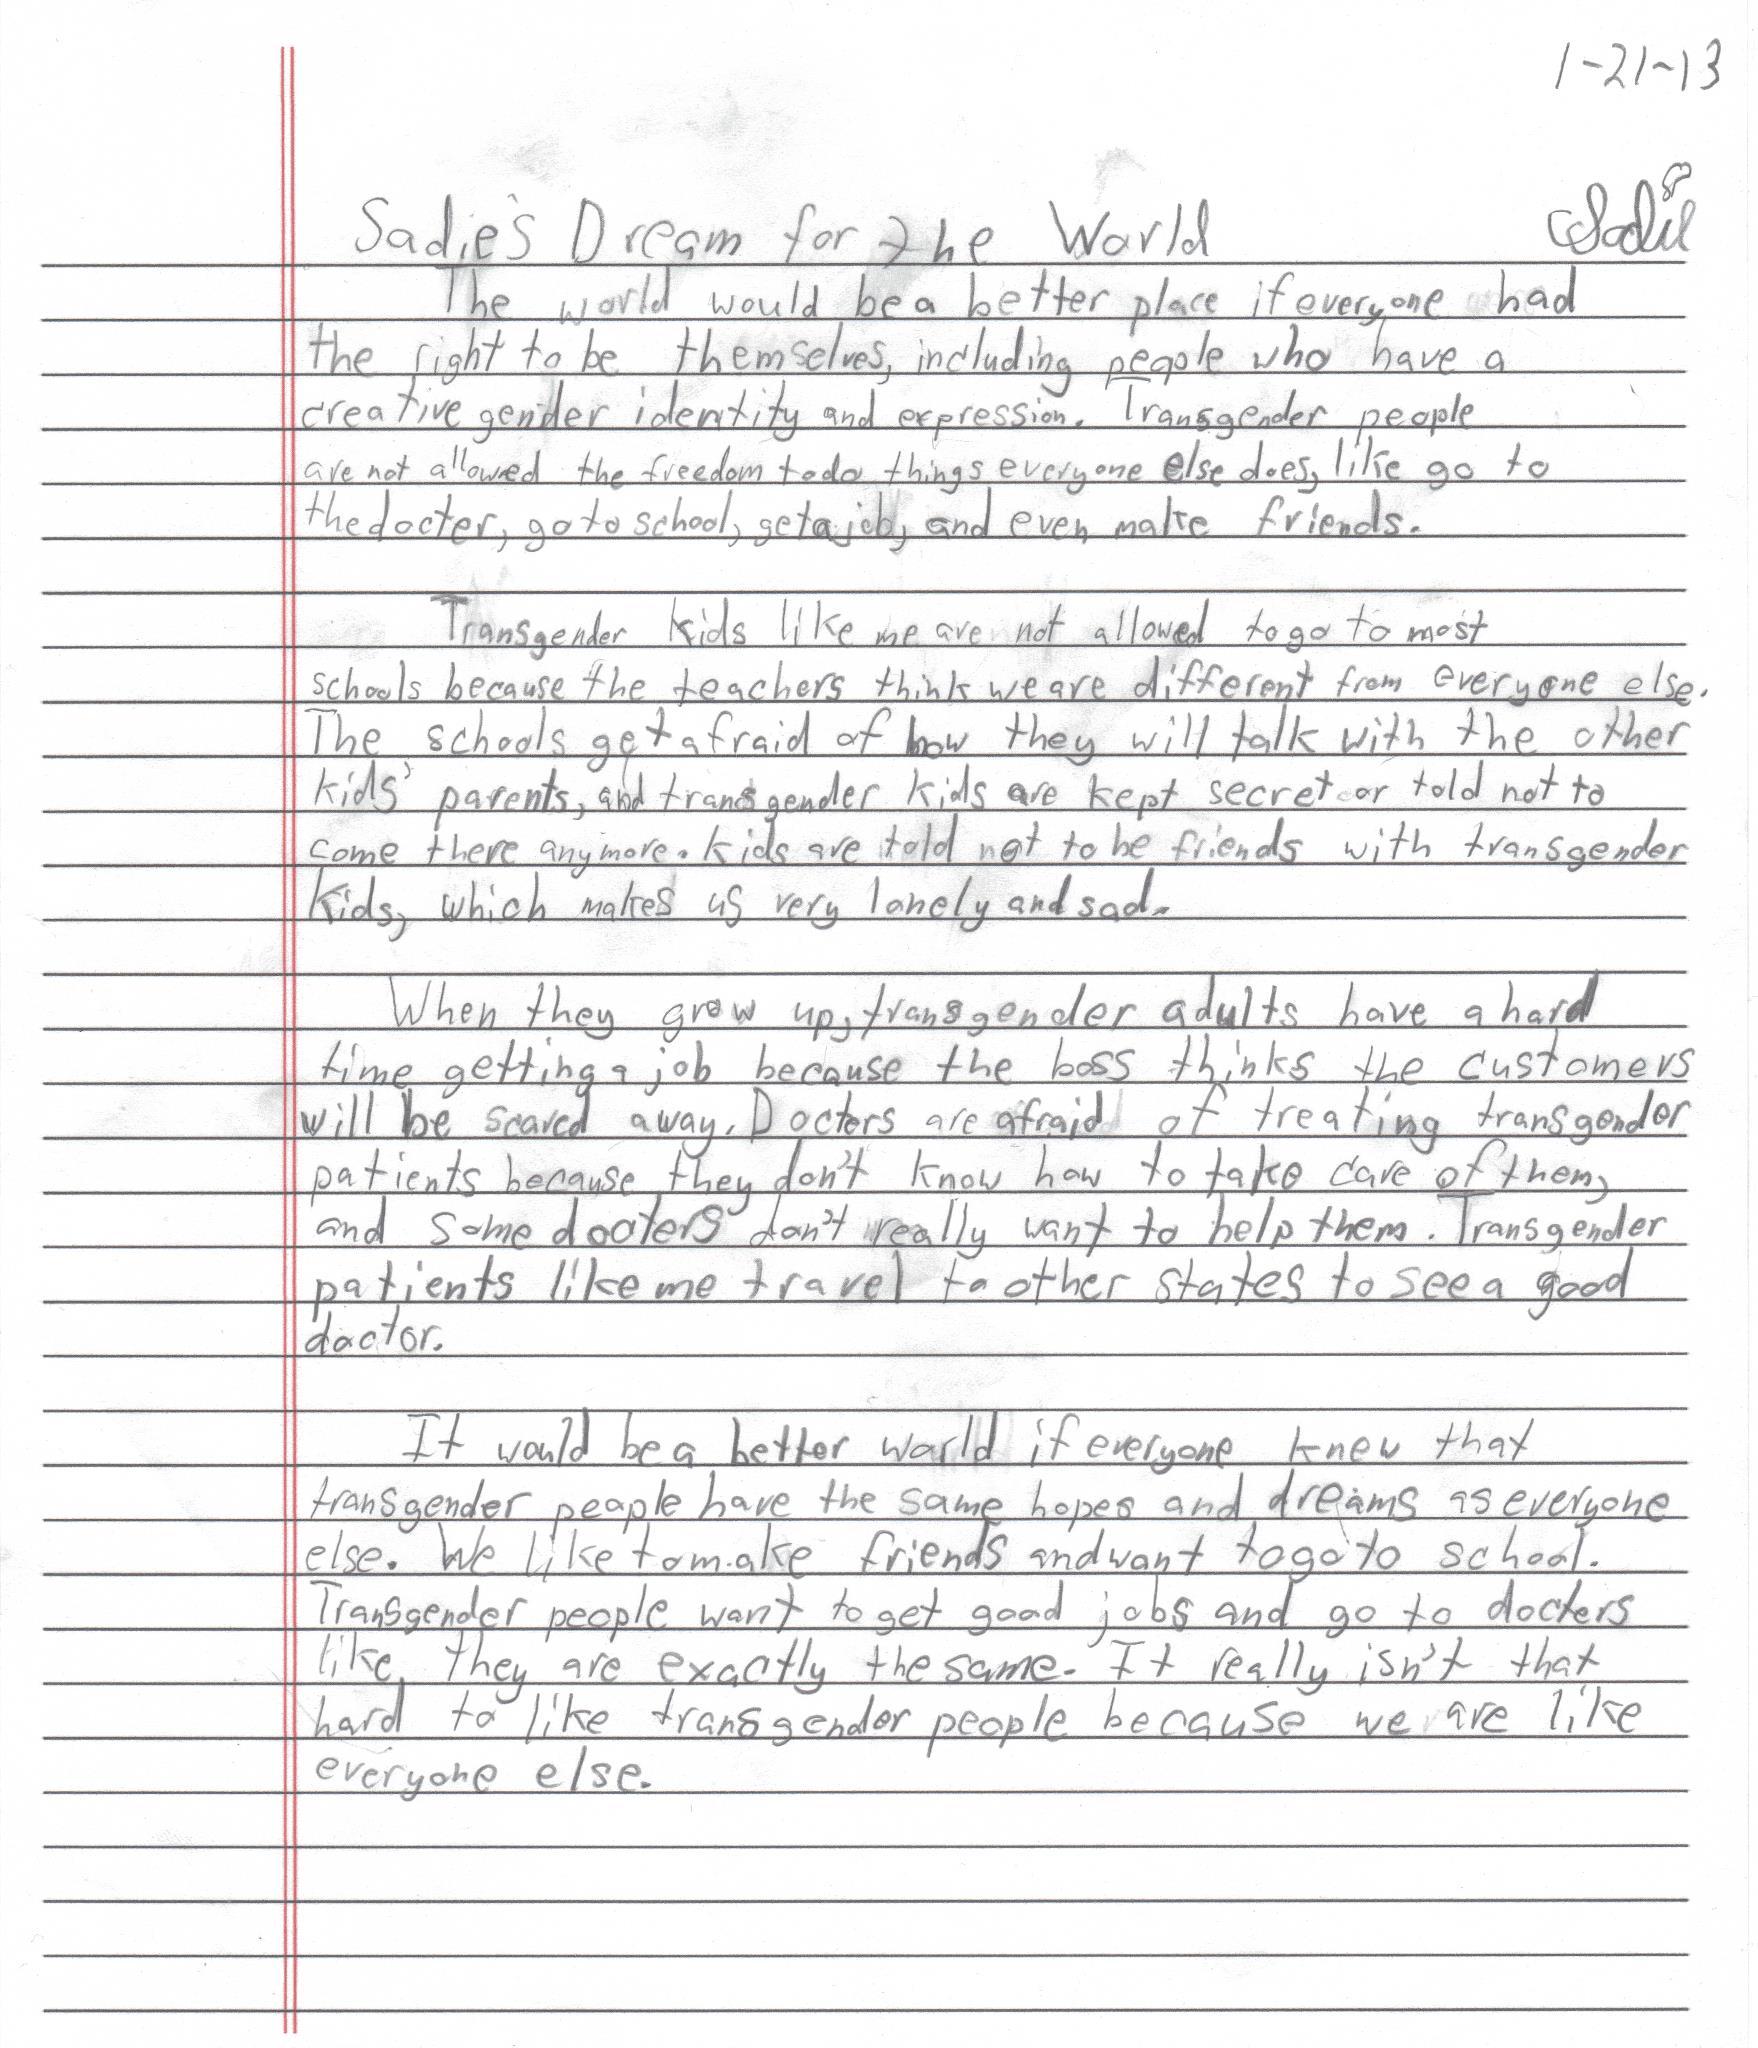 1-21-13
Sadie's Dream for the World Sadie
The world would be a better place if everyone had
the right to be themselves, including people who have a
creative gender identity and expression. Transgender people
are not allowed the freedom to do things everyone else does, like go to
the docter, go to school, get a job, and even make friends.
Transgender kids like me are not allowed to go to most
schools because the teachers think we are different from everyone else.
The schools get afraid of how they will talk with the other
kids' parents, and transgender kids are kept secret or told not to
come there anymore. Kids are told not to be friends with transgender
kids, which makes us very lonely and sad.
When they grow up, transgender adults have a hard
time getting a job because the boss thinks the customers
will be scared away. Doctors are afraid of treating transgender
patients because they don't know how to take care of them,
and some docters don't really want to help them. Transgender
patients like me travel to other states to see a good
doctor.
It would be a better world if everyone knew that
transgender people have the same hopes and dreams as everyone
else. We like to make friends and want to go to school.
Transgender people want to get good jobs and go to docters
like they are exactly the same. It really isn't that
hard to like transgender people because we are like
everyone else.